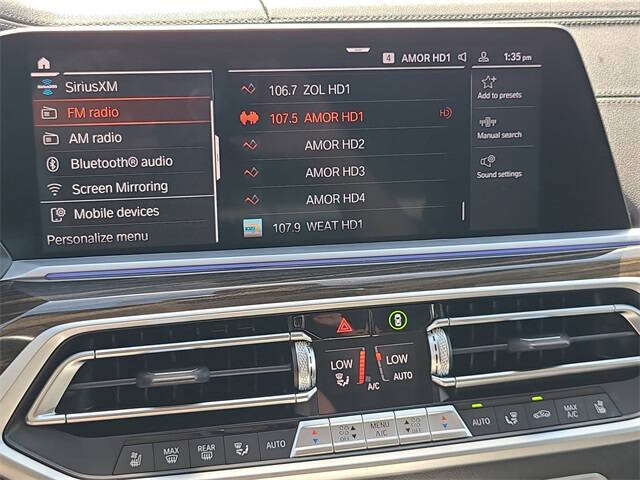 4 AMOR HD1
1:35 pm
SiriusXM
FM radio
AM radio
Bluetooth® audio
Screen Mirroring
Mobile devices
Personalize menu
106.7 ZOL HD1
107.5 AMOR HD1
AMOR HD2
AMOR HD3
AMOR HD4
107.9 WEAT HD1
Add to presets
Manual search
Sound settings
LOW
LOW
A/C
AUTO
MAX
REAR
AUTO
OFF
MENU
A/C
OFF
AUTO
MAX
A/C